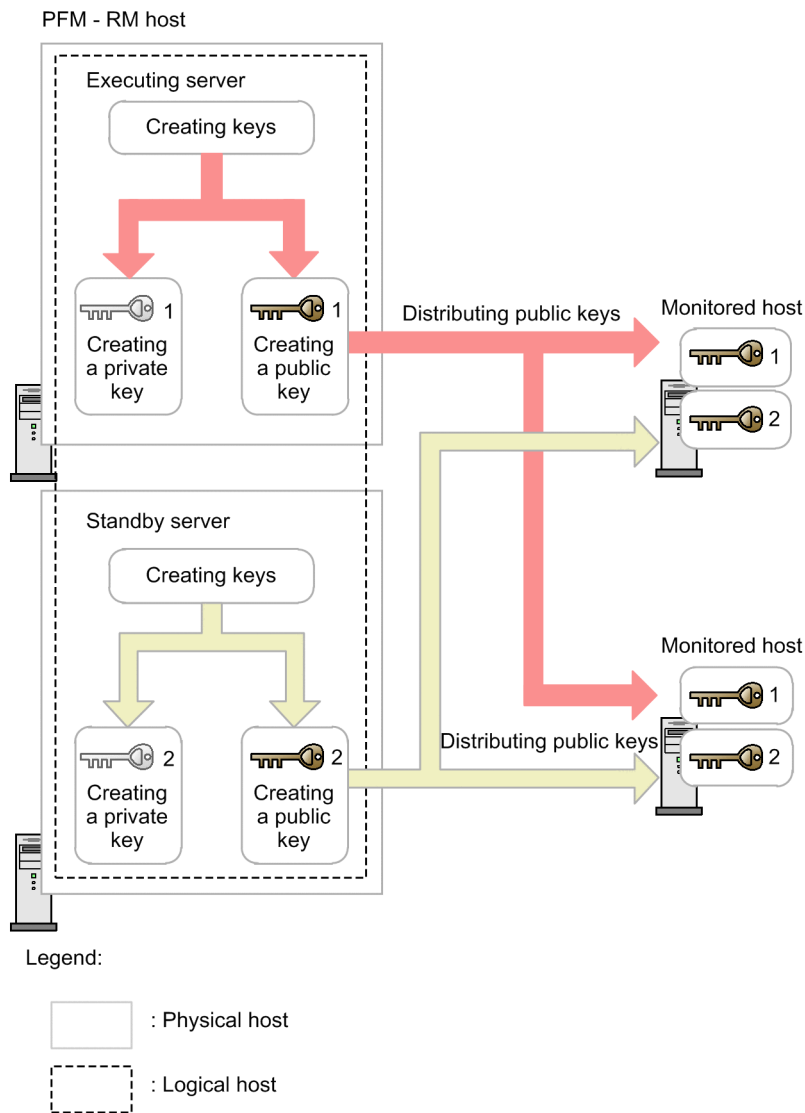 PFM - RM host
Executing server
Creating keys
1
Creating
a private
key
1
Creating
a public
key
Distributing public keys
Monitored host
1
2
Standby server
Creating keys
2
Creating
a private
key
2
Creating
a public
key
Distributing public keys
Monitored host
1
2
Legend:
: Physical host
: Logical host